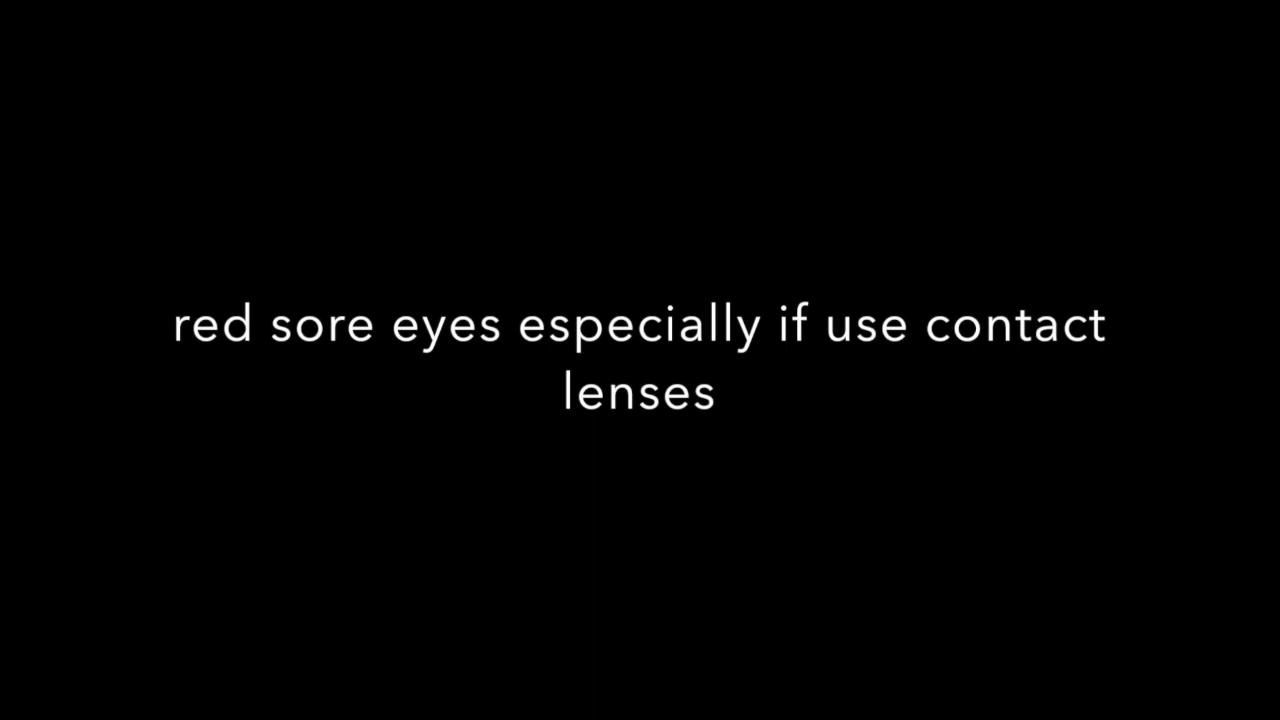 red sore eyes especially if use contact
lenses